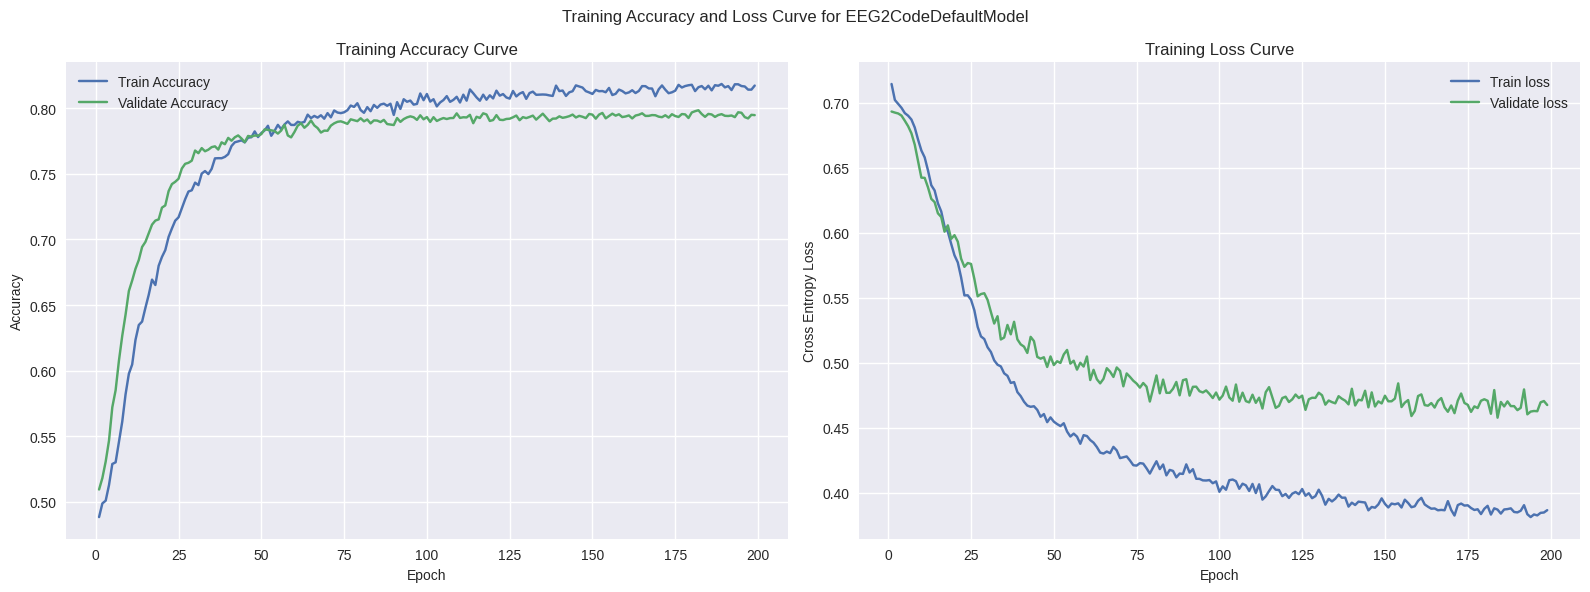 Training Accuracy and Loss Curve for EEG2CodeDefaultModel
Training Accuracy Curve
Train Accuracy
Validate Accuracy
0.80
0.75
0.70
0.65
0.60
0.55
0.50
Accuracy
0 25 50 75 100 125 150 175 200
Epoch
Training Loss Curve
Train loss
Validate loss
0.70
0.65
0.60
0.55
0.50
0.45
0.40
Cross Entropy Loss
0 25 50 75 100 125 150 175 200
Epoch